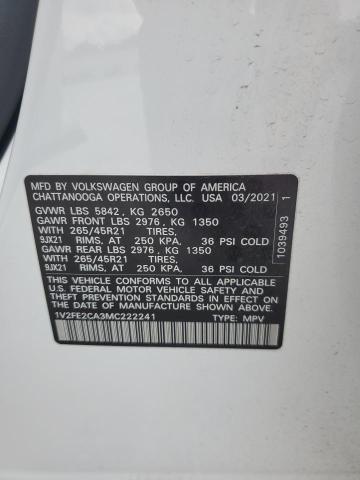 MFD BY VOLKSWAGEN GROUP OF AMERICA
CHATTANOOGA OPERATIONS, LLC. USA 03/2021
GVWR LBS 5842, KG 2650
GAWR FRONT LBS 2976, KG 1350
WITH 265/45R21 TIRES,
9JX21 RIMS, AT 250 KPA. 36 PSI COLD
GAWR REAR LBS 2976, KG 1350
WITH 265/45R21 TIRES,
9JX21 RIMS, AT 250 KPA. 36 PSI COLD
THIS VEHICLE CONFORMS TO ALL APPLICABLE
U.S. FEDERAL MOTOR VEHICLE SAFETY AND
THEFT PREVENTION STANDARDS IN EFFECT ON
THE DATE OF MANUFACTURE SHOWN ABOVE.
1V2FE2CA3MC222241 TYPE: MPV
1039493 1